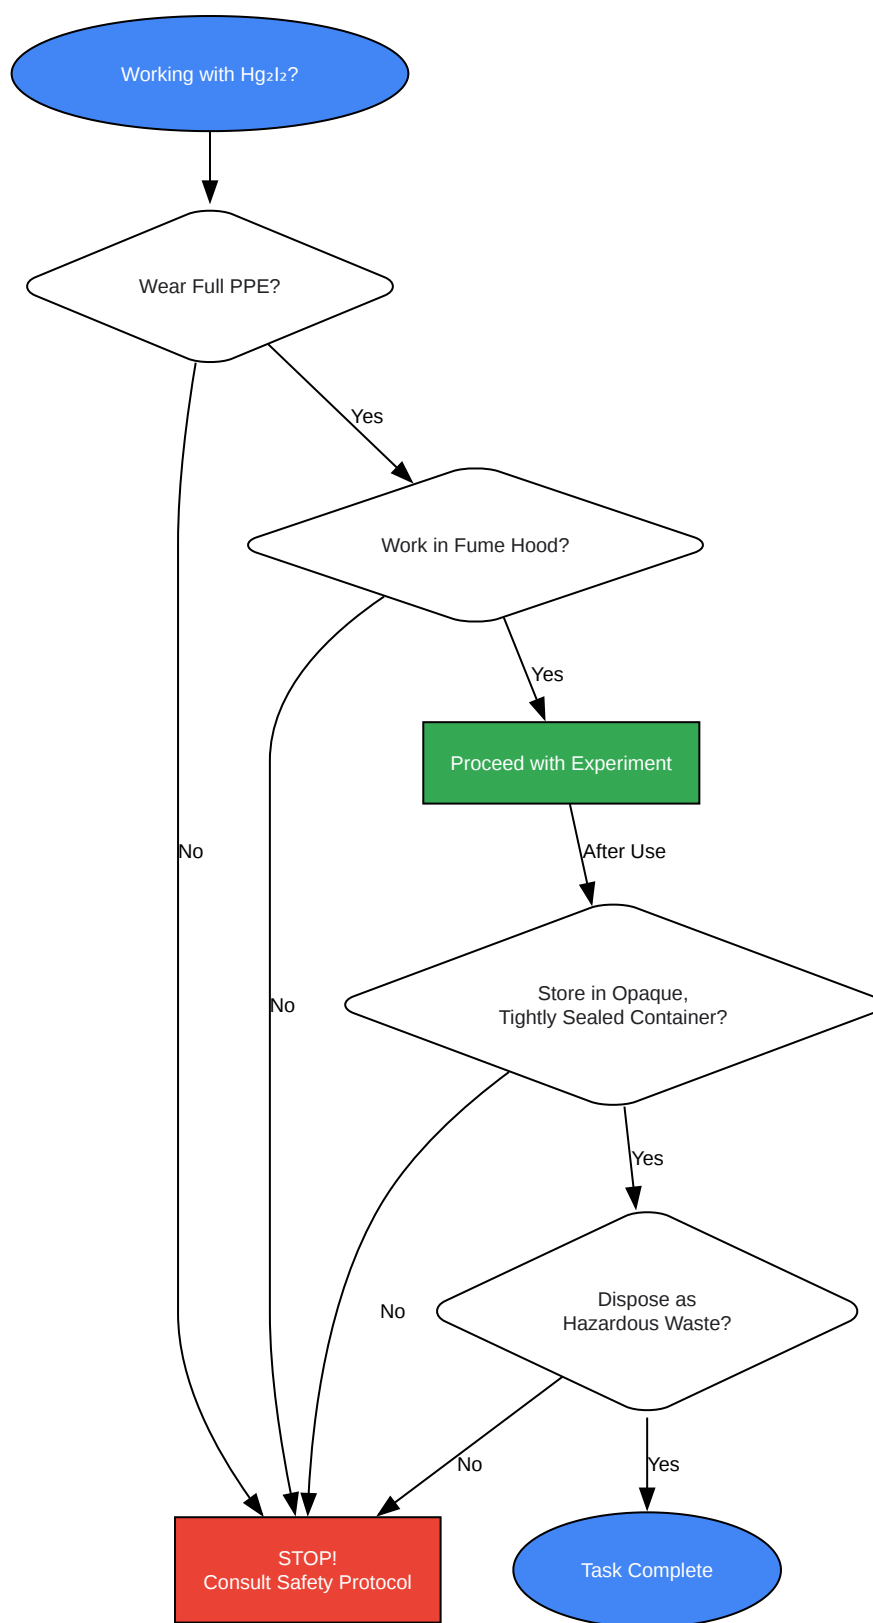 Working with Hg₂I₂?
Wear Full PPE?
Yes
Work in Fume Hood?
Yes
Proceed with Experiment
No
After Use
Store in Opaque,
Tightly Sealed Container?
No
Yes
Dispose as
Hazardous Waste?
No
No
Yes
STOP!
Consult Safety Protocol
Task Complete